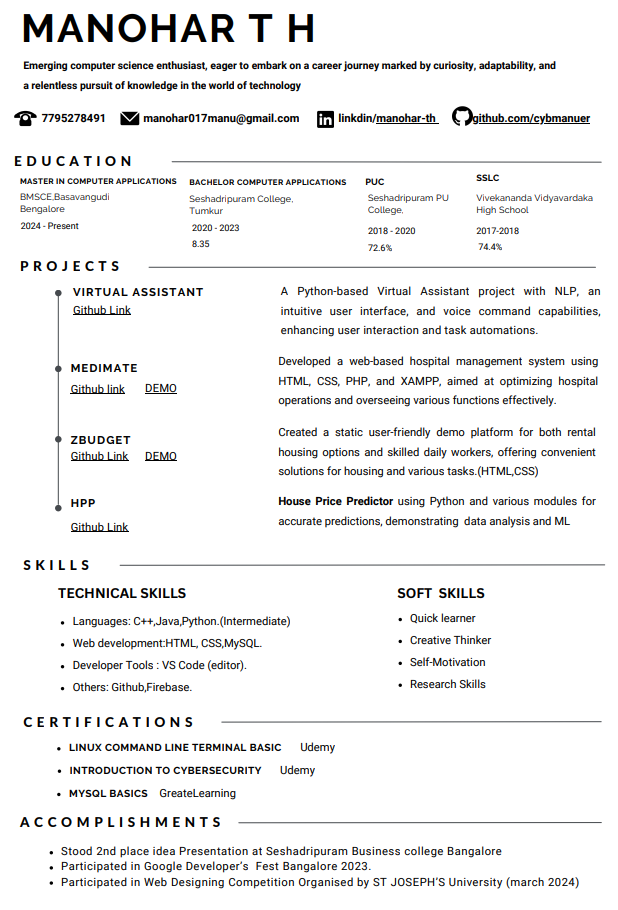 MANOHAR T H
Emerging computer science enthusiast, eager to embark on a career journey marked by curiosity, adaptability, and
a relentless pursuit of knowledge in the world of technology
7795278491 manohar017manu@gmail.com linkdin/manohar-th github.com/cybmanuer
EDUCATION
MASTER IN COMPUTER APPLICATIONS
BMSCE,Basavangudi
Bengalore
2024 - Present
BACHELOR COMPUTER APPLICATIONS
Seshadripuram College,
Tumkur
2020 - 2023
8.35
PUC
Seshadripuram PU
College,
2018 - 2020
72.6%
SSLC
Vivekananda Vidyavardaka
High School
2017-2018
74.4%
PROJECTS
VIRTUAL ASSISTANT
Github Link
A Python-based Virtual Assistant project with NLP, an
intuitive user interface, and voice command capabilities,
enhancing user interaction and task automations.
MEDIMATE
Github link DEMO
Developed a web-based hospital management system using
HTML, CSS, PHP, and XAMPP, aimed at optimizing hospital
operations and overseeing various functions effectively.
ZBUDGET
Github Link DEMO
Created a static user-friendly demo platform for both rental
housing options and skilled daily workers, offering convenient
solutions for housing and various tasks.(HTML,CSS)
HPP
Github Link
House Price Predictor using Python and various modules for
accurate predictions, demonstrating data analysis and ML
SKILLS
TECHNICAL SKILLS
• Languages: C++,Java,Python.(Intermediate)
• Web development:HTML, CSS,MySQL.
• Developer Tools : VS Code (editor).
• Others: Github,Firebase.
SOFT SKILLS
• Quick learner
• Creative Thinker
• Self-Motivation
• Research Skills
CERTIFICATIONS
• LINUX COMMAND LINE TERMINAL BASIC Udemy
• INTRODUCTION TO CYBERSECURITY Udemy
• MYSQL BASICS GreateLearning
ACCOMPLISHMENTS
• Stood 2nd place idea Presentation at Seshadripuram Business college Bangalore
• Participated in Google Developer's Fest Bangalore 2023.
• Participated in Web Designing Competition Organised by ST JOSEPH'S University (march 2024)